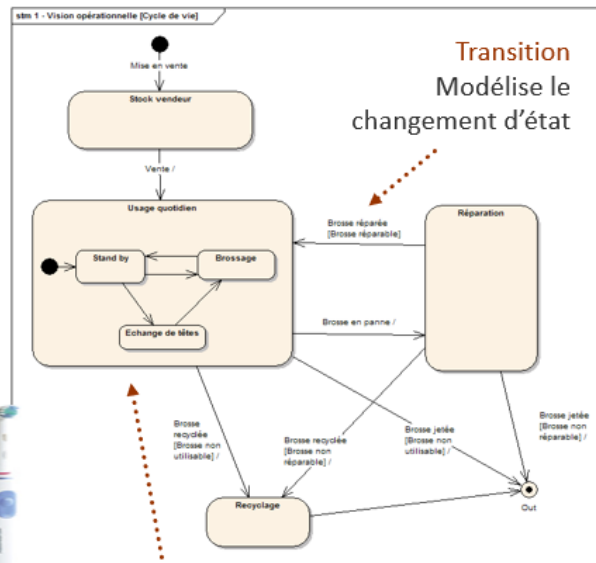 stm 1 - Vision opérationnelle [Cycle de vie]
Mise en vente
Stock vendeur
Transition
Modélise le
changement d'état
Vente /
Usage quotidien
Stand by
Brossage
Echange de têtes
Brosse réparée
[Brosse réparable]
Réparation
Brosse en panne /
Brosse
recyclée
[Brosse non
utilisable] /
Brosse recyclée
[Brosse non
réparable] /
Brosse jetée
[Brosse non
utilisable] /
Brosse jetée
[Brosse non
réparable] /
Recyclage
Out